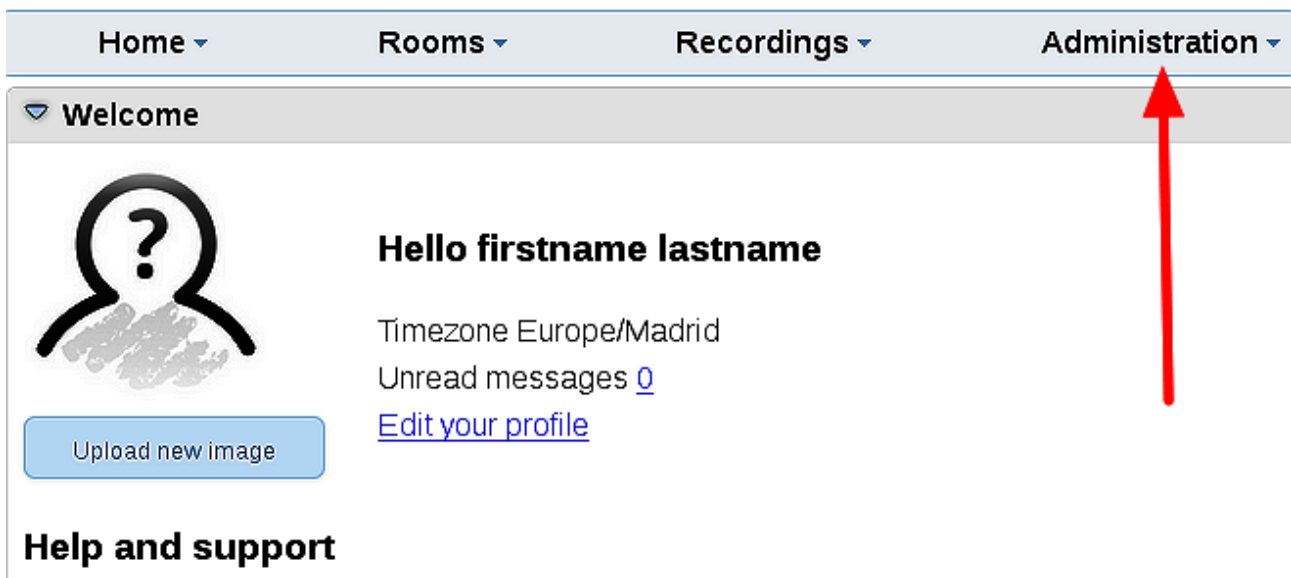 Home Rooms Recordings Administration
Welcome
?
Hello firstname lastname
Timezone Europe/Madrid
Unread messages 0
Edit your profile
Upload new image
Help and support